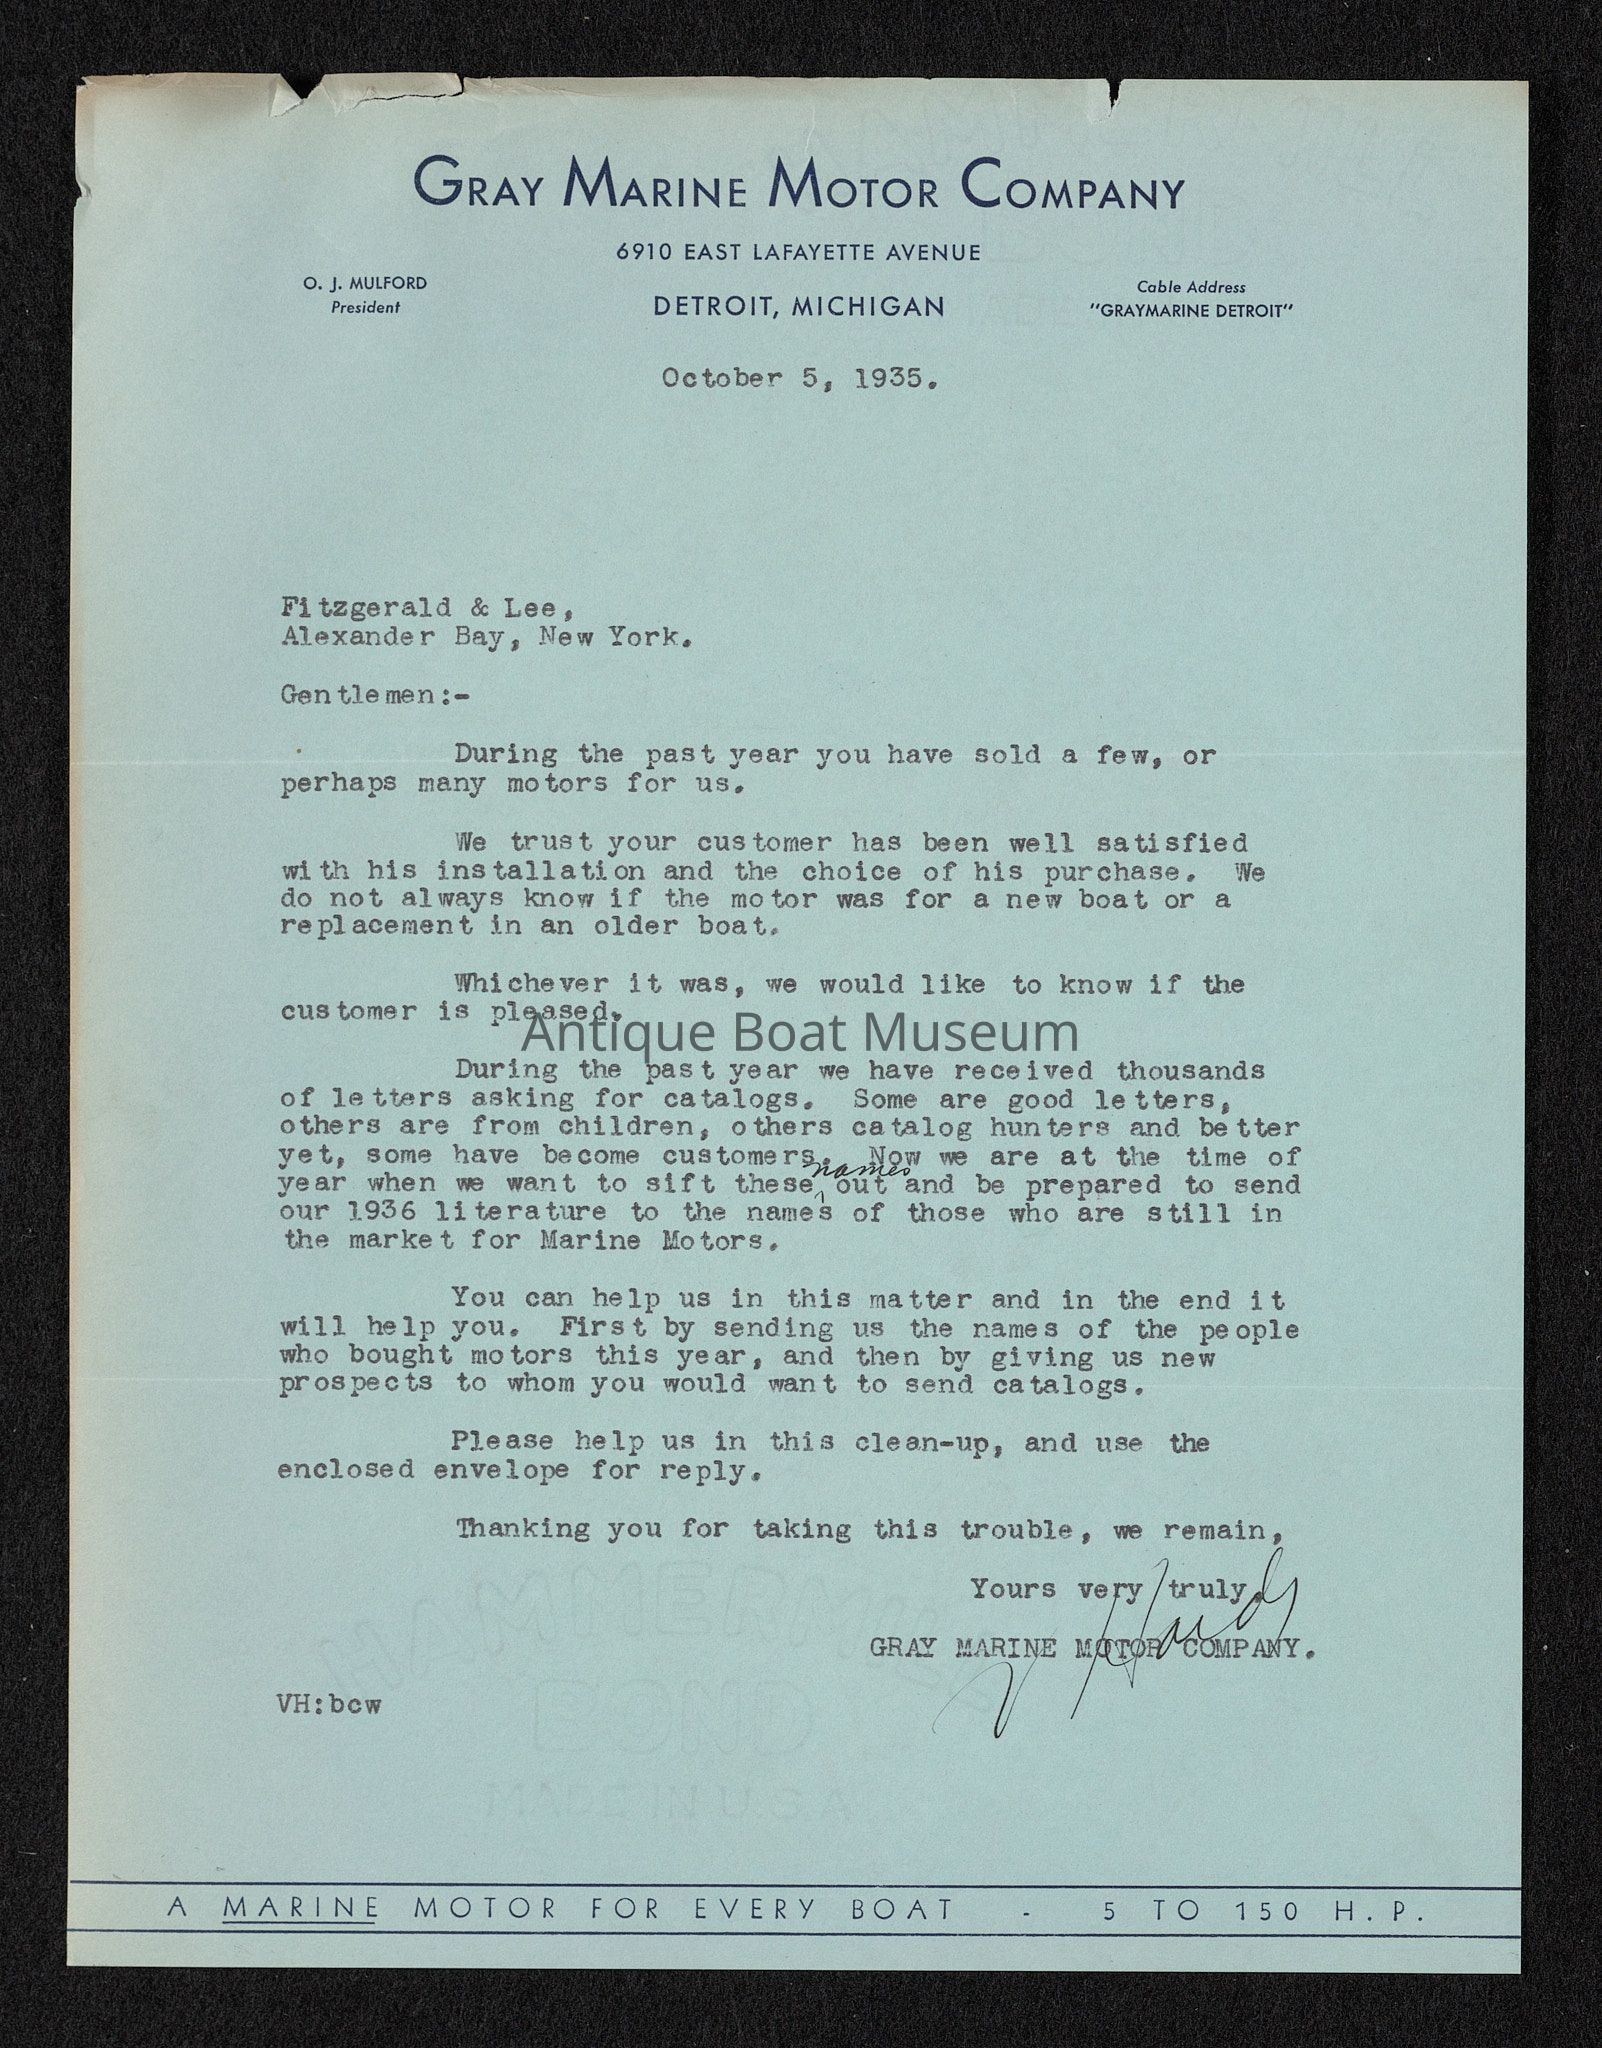 GRAY MARINE MOTOR COMPANY
6910 EAST LAFAYETTE AVENUE
O. J. MULFORD
President
DETROIT, MICHIGAN
Cable Address
"GRAYMARINE DETROIT"
October 5, 1935.
Fitzgerald & Lee,
Alexander Bay, New York.
Gentlemen:-
During the past year you have sold a few, or
perhaps many motors for us.
We trust your customer has been well satisfied
with his installation and the choice of his purchase. We
do not always know if the motor was for a new boat or a
replacement in an older boat.
Whichever it was, we would like to know if the
customer is pleased.
Antique Boat Museum
During the past year we have received thousands
of letters asking for catalogs. Some are good letters,
others are from children, others catalog hunters and better
yet, some have become customers. Now we are at the time of
names
year when we want to sift these out and be prepared to send
our 1936 literature to the names of those who are still in
the market for Marine Motors.
You can help us in this matter and in the end it
will help you. First by sending us the names of the people
who bought motors this year, and then by giving us new
prospects to whom you would want to send catalogs.
Please help us in this clean-up, and use the
enclosed envelope for reply.
Thanking you for taking this trouble, we remain,
Yours very truly,
GRAY MARINE MOTOR COMPANY.
VH:bcw
BOND
MADE IN U.S.A
A MARINE MOTOR FOR EVERY BOAT - 5 TO 150 H.P.